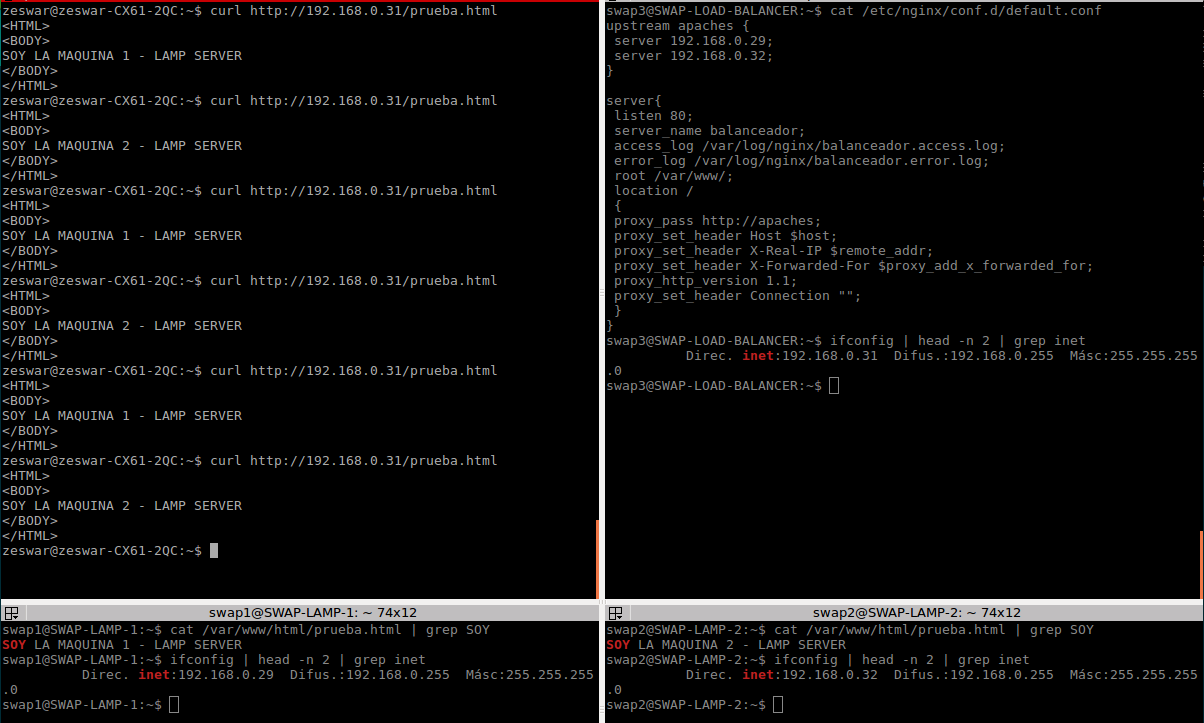 zeswar@zeswar-CX61-2QC:~$ curl http://192.168.0.31/prueba.html
<HTML>
<BODY>
SOY LA MAQUINA 1 - LAMP SERVER
</BODY>
</HTML>
zeswar@zeswar-CX61-2QC:~$ curl http://192.168.0.31/prueba.html
<HTML>
<BODY>
SOY LA MAQUINA 2 - LAMP SERVER
</BODY>
</HTML>
zeswar@zeswar-CX61-2QC:~$ curl http://192.168.0.31/prueba.html
<HTML>
<BODY>
SOY LA MAQUINA 1 - LAMP SERVER
</BODY>
</HTML>
zeswar@zeswar-CX61-2QC:~$ curl http://192.168.0.31/prueba.html
<HTML>
<BODY>
SOY LA MAQUINA 2 - LAMP SERVER
</BODY>
</HTML>
zeswar@zeswar-CX61-2QC:~$ curl http://192.168.0.31/prueba.html
<HTML>
<BODY>
SOY LA MAQUINA 1 - LAMP SERVER
</BODY>
</HTML>
zeswar@zeswar-CX61-2QC:~$ curl http://192.168.0.31/prueba.html
<HTML>
<BODY>
SOY LA MAQUINA 2 - LAMP SERVER
</BODY>
</HTML>
zeswar@zeswar-CX61-2QC:~$
swap3@SWAP-LOAD-BALANCER:~$ cat /etc/nginx/conf.d/default.conf
upstream apaches {
 server 192.168.0.29;
 server 192.168.0.32;
}
server{
 listen 80;
 server_name balanceador;
 access_log /var/log/nginx/balanceador.access.log;
 error_log /var/log/nginx/balanceador.error.log;
 root /var/www/;
 location /
 {
 proxy_pass http://apaches;
 proxy_set_header Host $host;
 proxy_set_header X-Real-IP $remote_addr;
 proxy_set_header X-Forwarded-For $proxy_add_x_forwarded_for;
 proxy_http_version 1.1;
 proxy_set_header Connection "";
 }
}
swap3@SWAP-LOAD-BALANCER:~$ ifconfig | head -n 2 | grep inet
          Direc. inet:192.168.0.31  Difus.:192.168.0.255  Másc:255.255.255
.0
swap3@SWAP-LOAD-BALANCER:~$
swap1@SWAP-LAMP-1: ~ 74x12
swap1@SWAP-LAMP-1:~$ cat /var/www/html/prueba.html | grep SOY
SOY LA MAQUINA 1 - LAMP SERVER
swap1@SWAP-LAMP-1:~$ ifconfig | head -n 2 | grep inet
          Direc. inet:192.168.0.29  Difus.:192.168.0.255  Másc:255.255.255
.0
swap1@SWAP-LAMP-1:~$
swap2@SWAP-LAMP-2: ~ 74x12
swap2@SWAP-LAMP-2:~$ cat /var/www/html/prueba.html | grep SOY
SOY LA MAQUINA 2 - LAMP SERVER
swap2@SWAP-LAMP-2:~$ ifconfig | head -n 2 | grep inet
          Direc. inet:192.168.0.32  Difus.:192.168.0.255  Másc:255.255.255
.0
swap2@SWAP-LAMP-2:~$